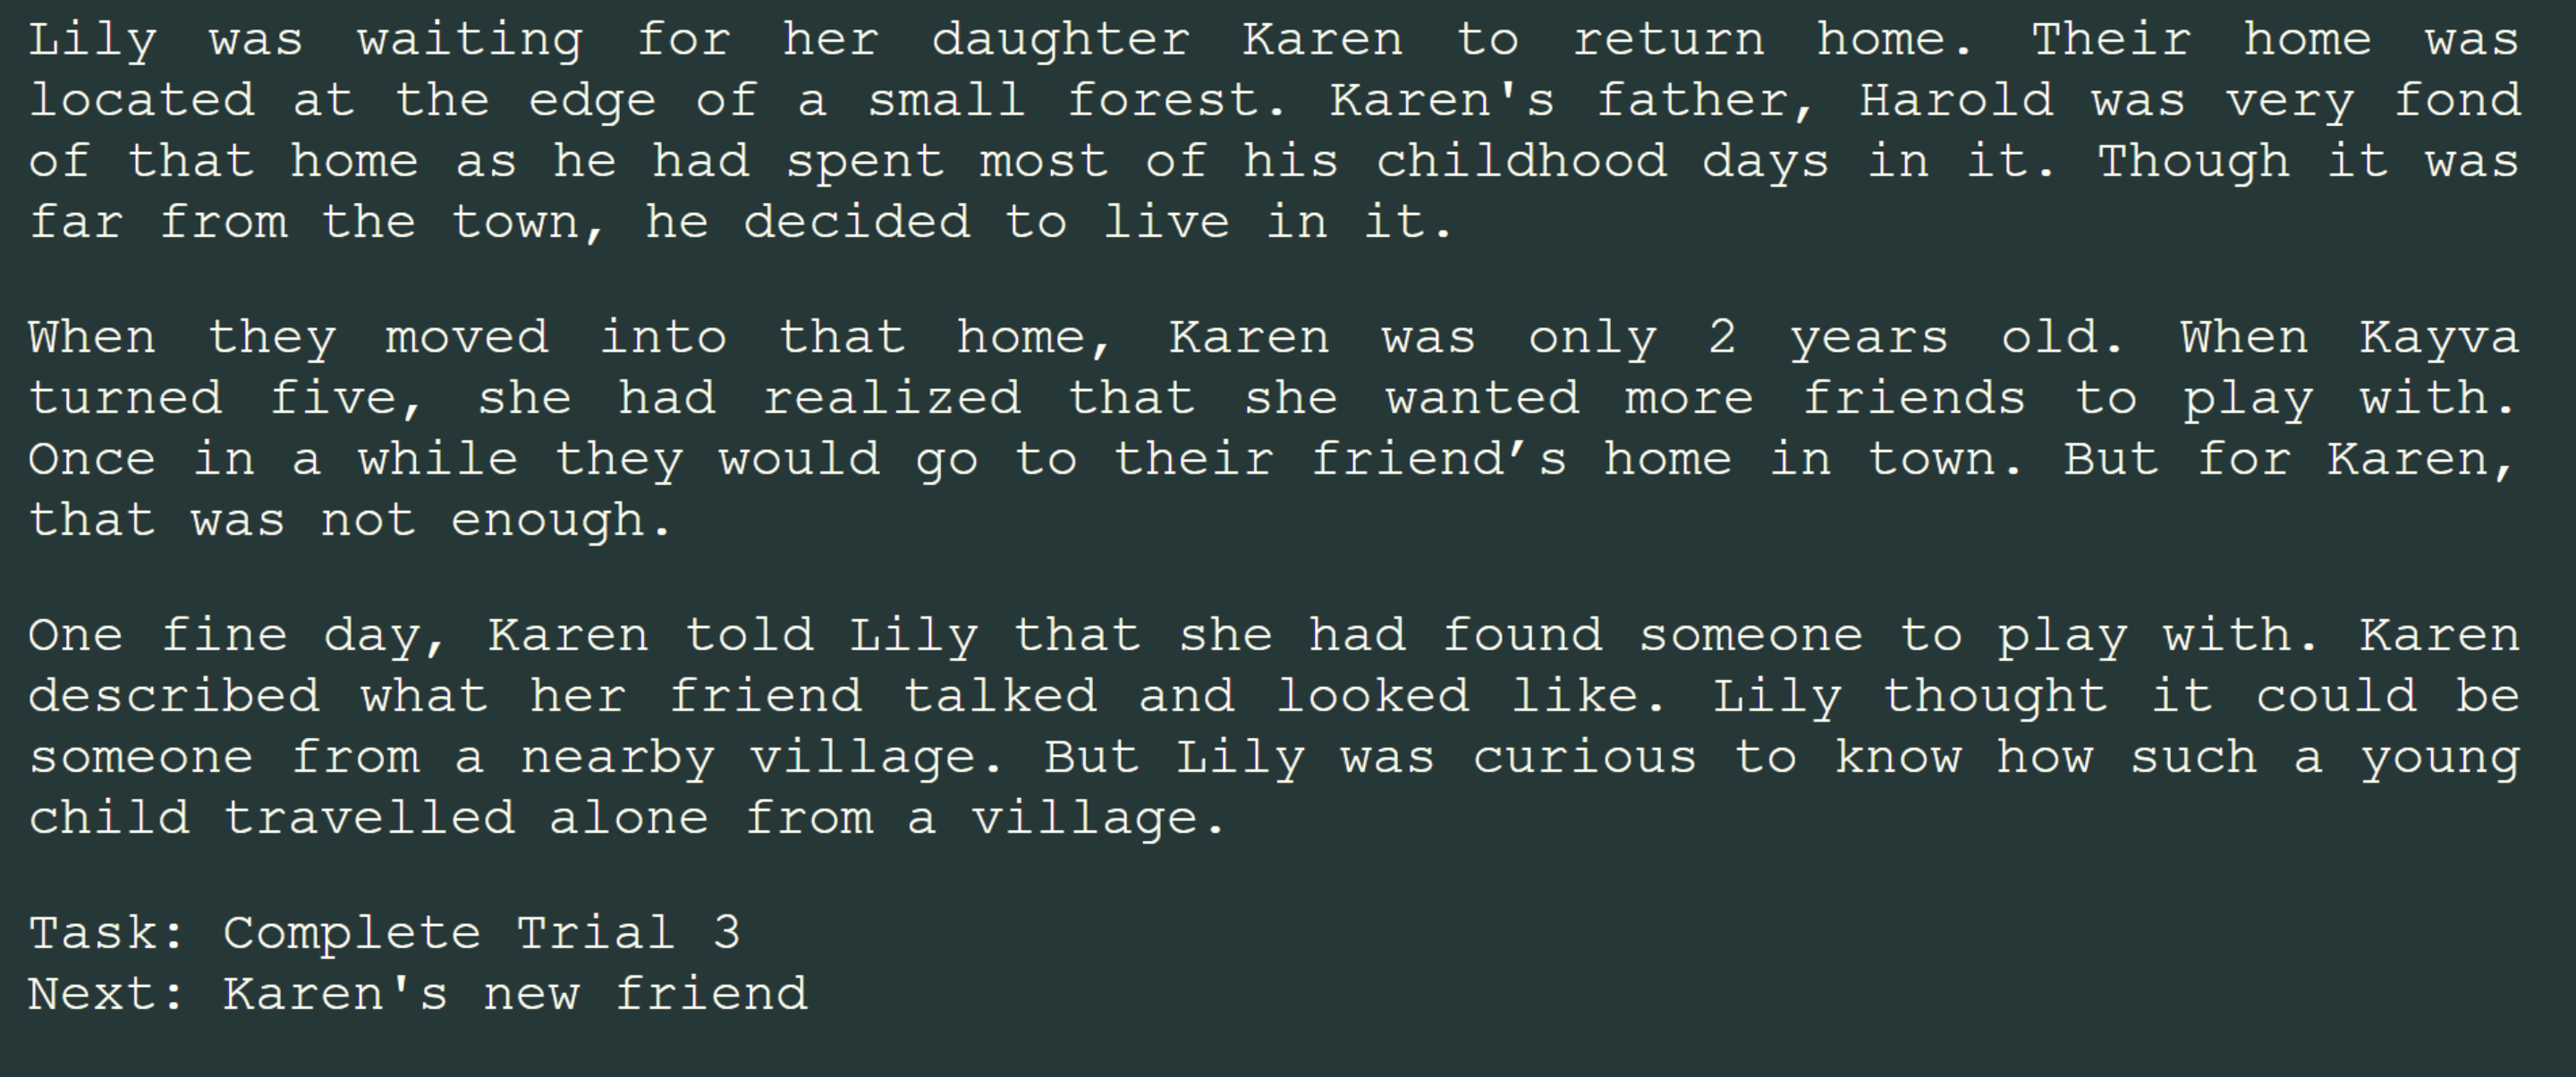 Lily was waiting for her daughter Karen to return home. Their home was
located at the edge of a small forest. Karen's father, Harold was very fond
of that home as he had spent most of his childhood days in it. Though it was
far from the town, he decided to live in it.
When they moved into that home, Karen was only 2 years old. When Kayva
turned five, she had realized that she wanted more friends to play with.
Once in a while they would go to their friend’s home in town. But for Karen,
that was not enough.
One fine day, Karen told Lily that she had found someone to play with. Karen
described what her friend talked and looked like. Lily thought it could be
someone from a nearby village. But Lily was curious to know how such a young
child travelled alone from a village.
Task: Complete Trial 3
Next: Karen's new friend